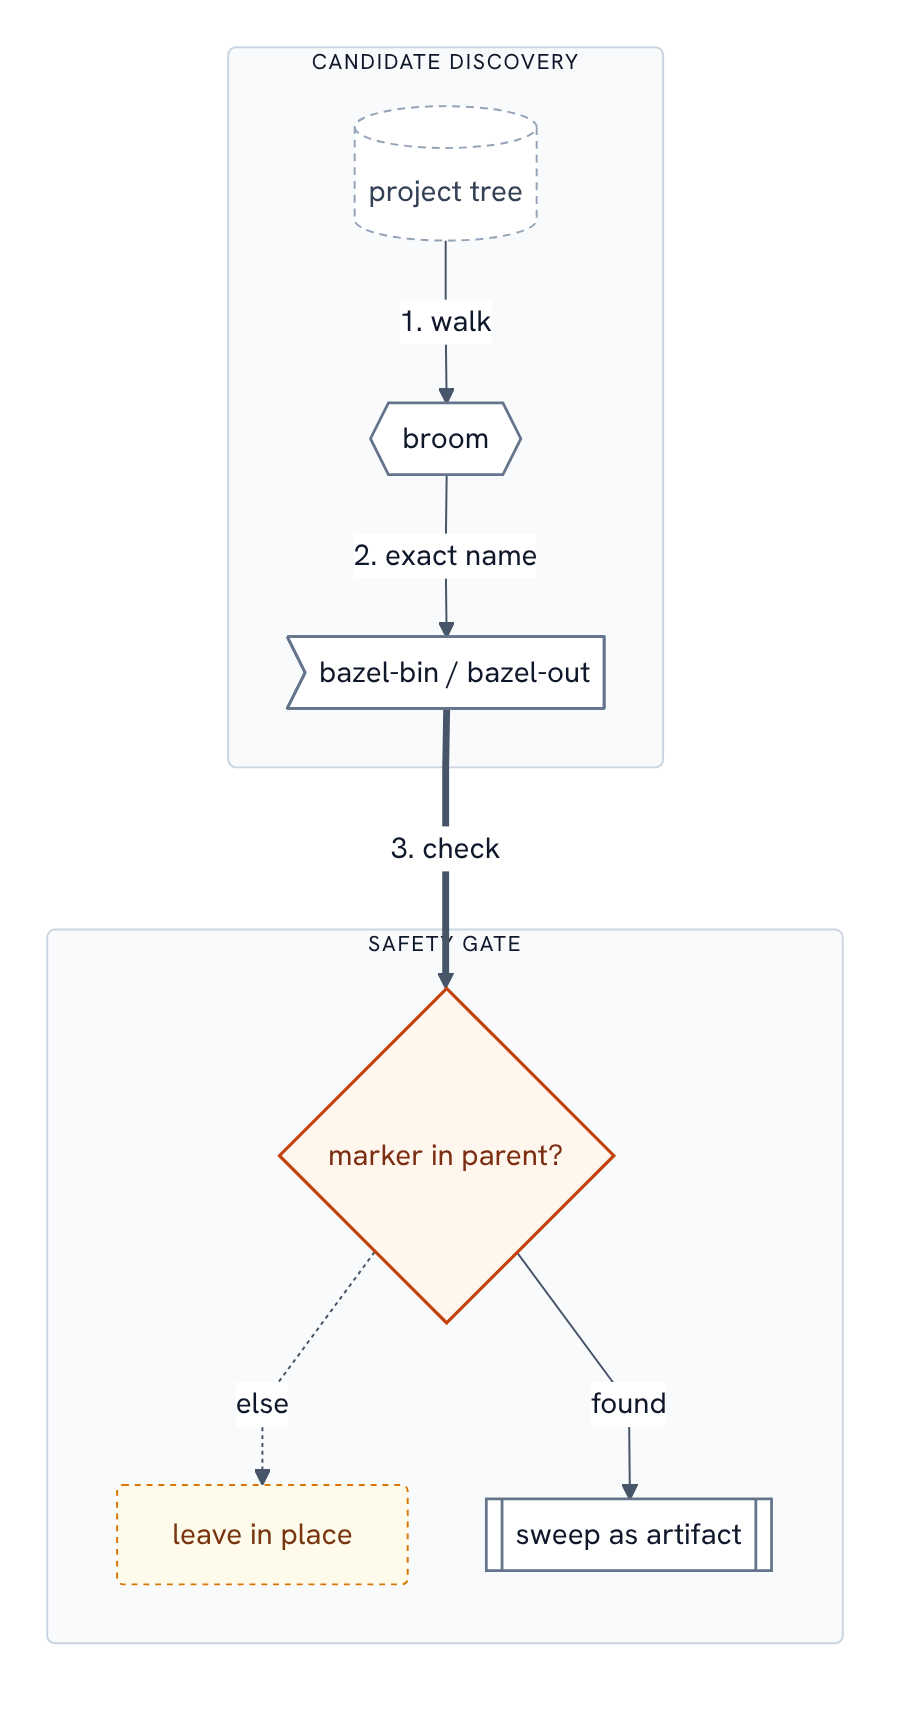 CANDIDATE DISCOVERY
project tree
1. walk
broom
2. exact name
bazel-bin / bazel-out
3. check
SAFETY GATE
marker in parent?
else
found
leave in place
sweep as artifact